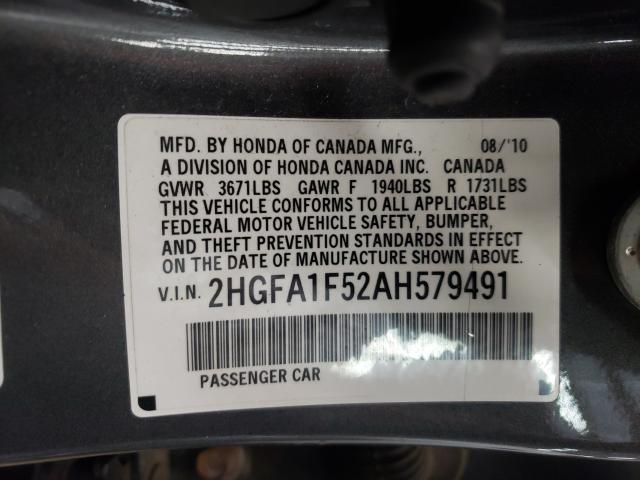 MFD. BY HONDA OF CANADA MFG., 08/'10
A DIVISION OF HONDA CANADA INC. CANADA
GVWR 3671LBS GAWR F 1940LBS R 1731LBS
THIS VEHICLE CONFORMS TO ALL APPLICABLE
FEDERAL MOTOR VEHICLE SAFETY, BUMPER,
AND THEFT PREVENTION STANDARDS IN EFFECT
ON THE DATE OF MANUFACTURE SHOWN ABOVE.
V.I.N. 2HGFA1F52AH579491
PASSENGER CAR